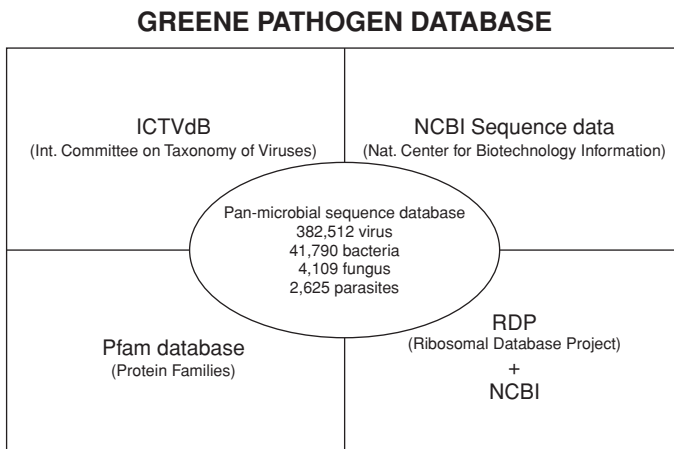 GREENE PATHOGEN DATABASE
ICTVdB
(Int. Committee on Taxonomy of Viruses)
NCBI Sequence data
(Nat. Center for Biotechnology Information)
Pan-microbial sequence database
382,512 virus
41,790 bacteria
4,109 fungus
2,625 parasites
Pfam database
(Protein Families)
RDP
(Ribosomal Database Project)
+
NCBI